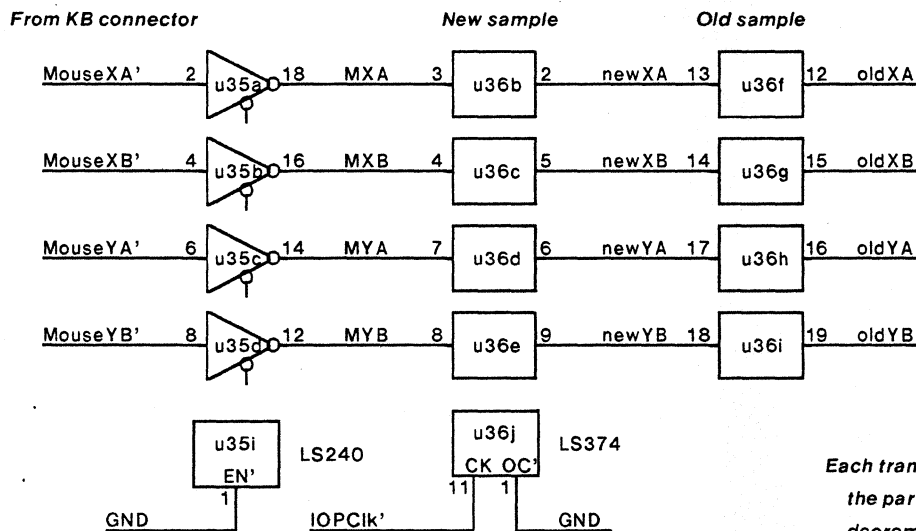 From KB connector New sample Old sample
MouseXA' 2 u35a 18 MXA 3 u36b 2 newXA 13 u36f 12 oldXA
MouseXB' 4 u35b 16 MXB 4 u36c 5 newXB 14 u36g 15 oldXB
MouseYA' 6 u35c 14 MYA 7 u36d 6 newYA 17 u36h 16 oldYA
MouseYB' 8 u35d 12 MYB 8 u36e 9 newYB 18 u36i 19 oldYB
u35i LS240 u36j LS374
EN' CK OC' Each tran
1 11 1 the par
GND IOPClk' GND decrem